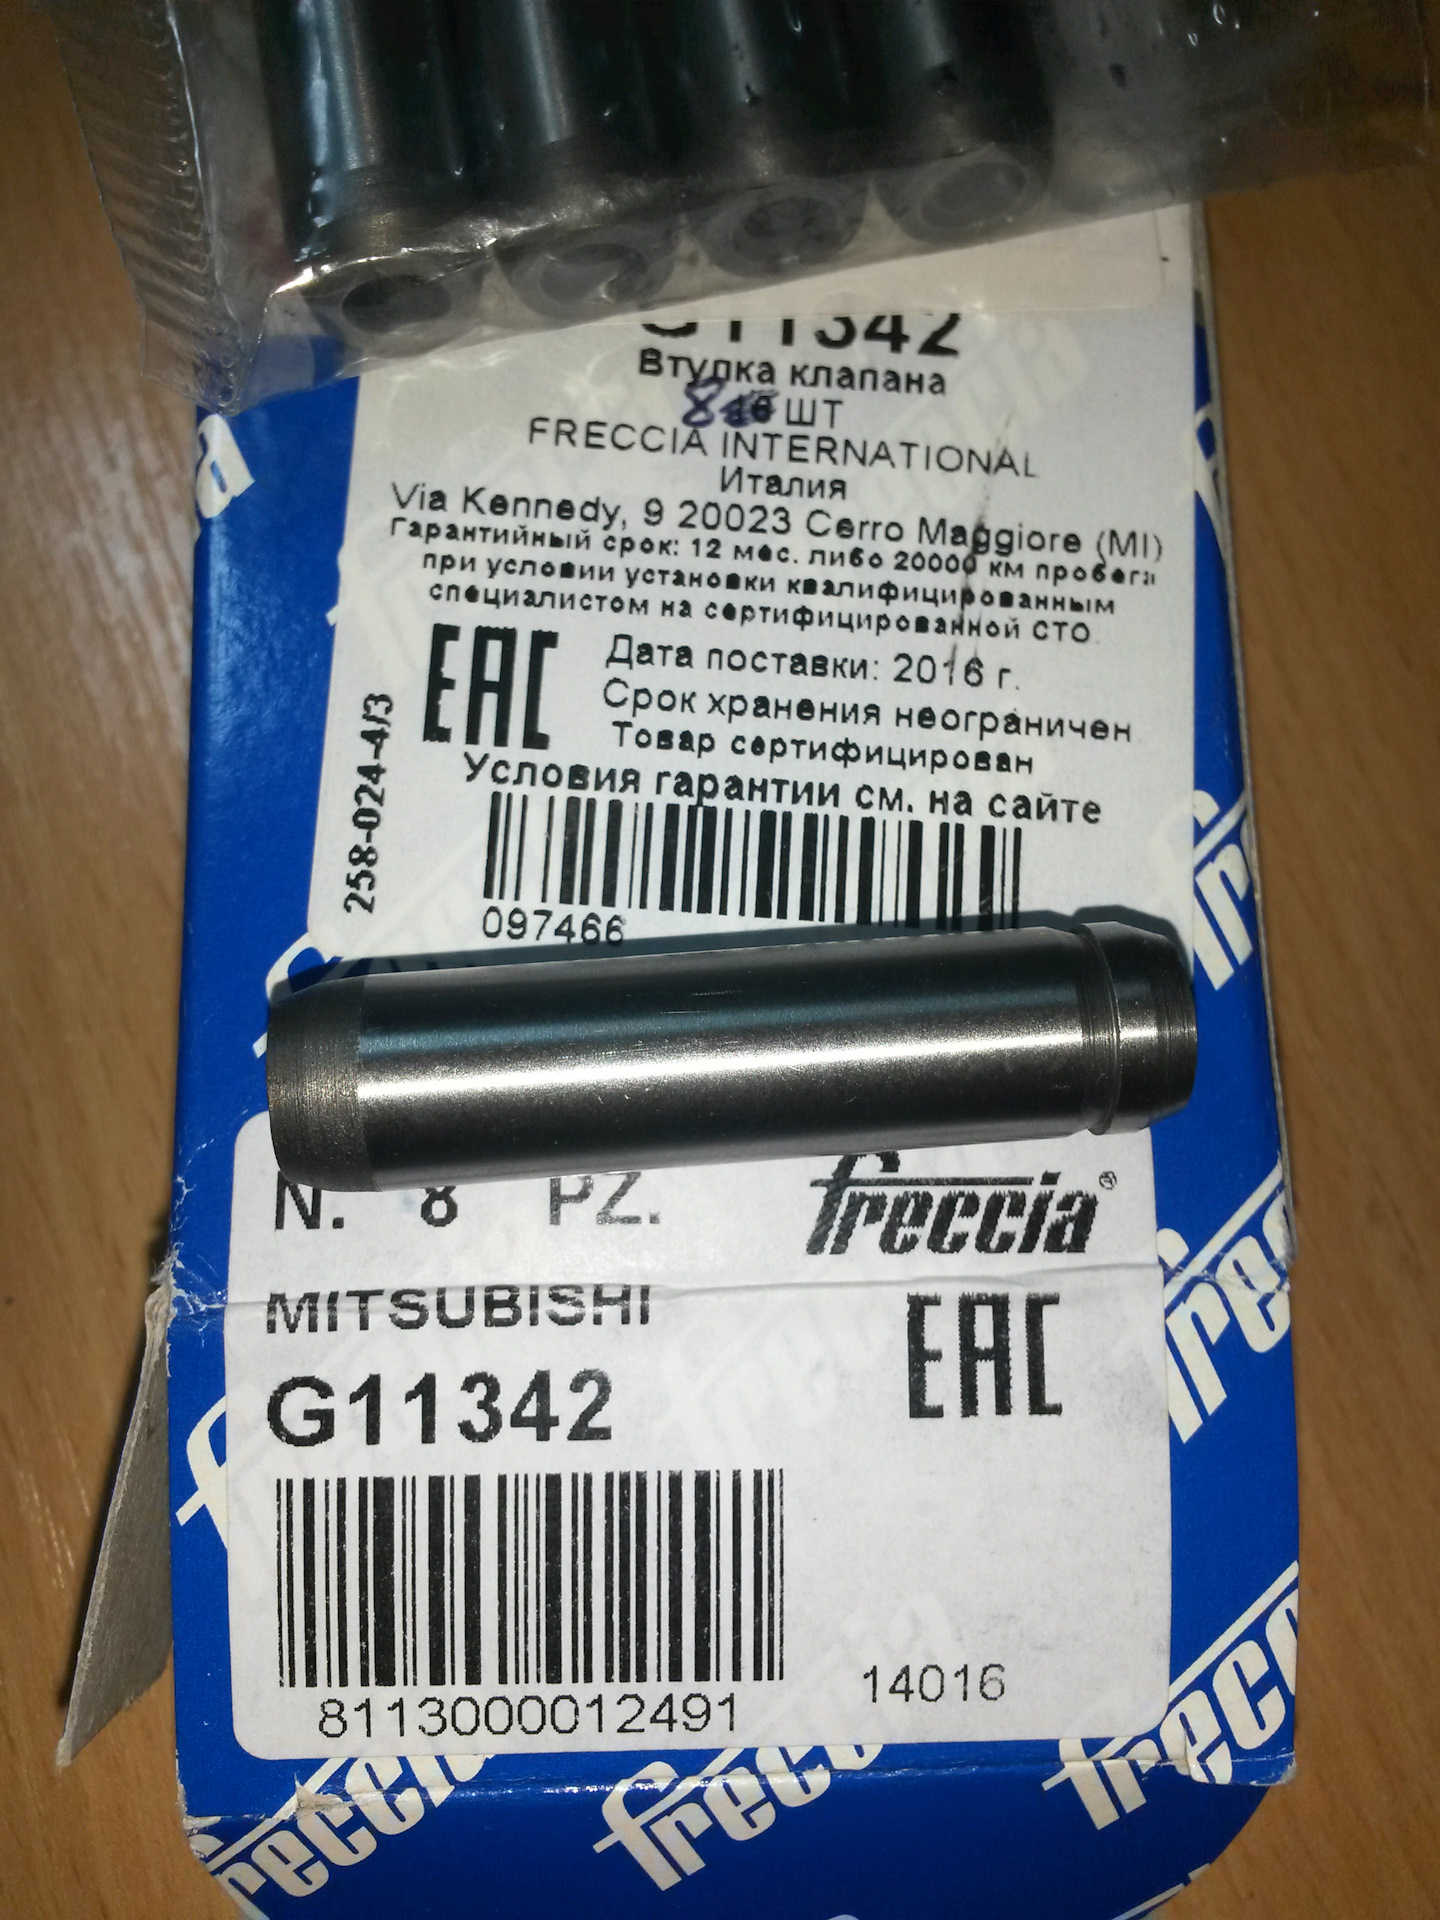 G11342
Втулка клапана
8 16 ШТ
FRECCIA INTERNATIONAL
Италия
Via Kennedy, 9 20023 Cerro Maggiore (MI)
Гарантийный срок: 12 мес. либо 20000 км пробега
при условии установки квалифицированным
специалистом на сертифицированной СТО
EAC
Дата поставки: 2016 г.
Срок хранения неограничен
Товар сертифицирован
Условия гарантии см. на сайте
258-024-4/3
097466
N. 8 PZ.
freccia®
MITSUBISHI
G11342
EAC
8113000012491
14016
freccia
frecc
frecc